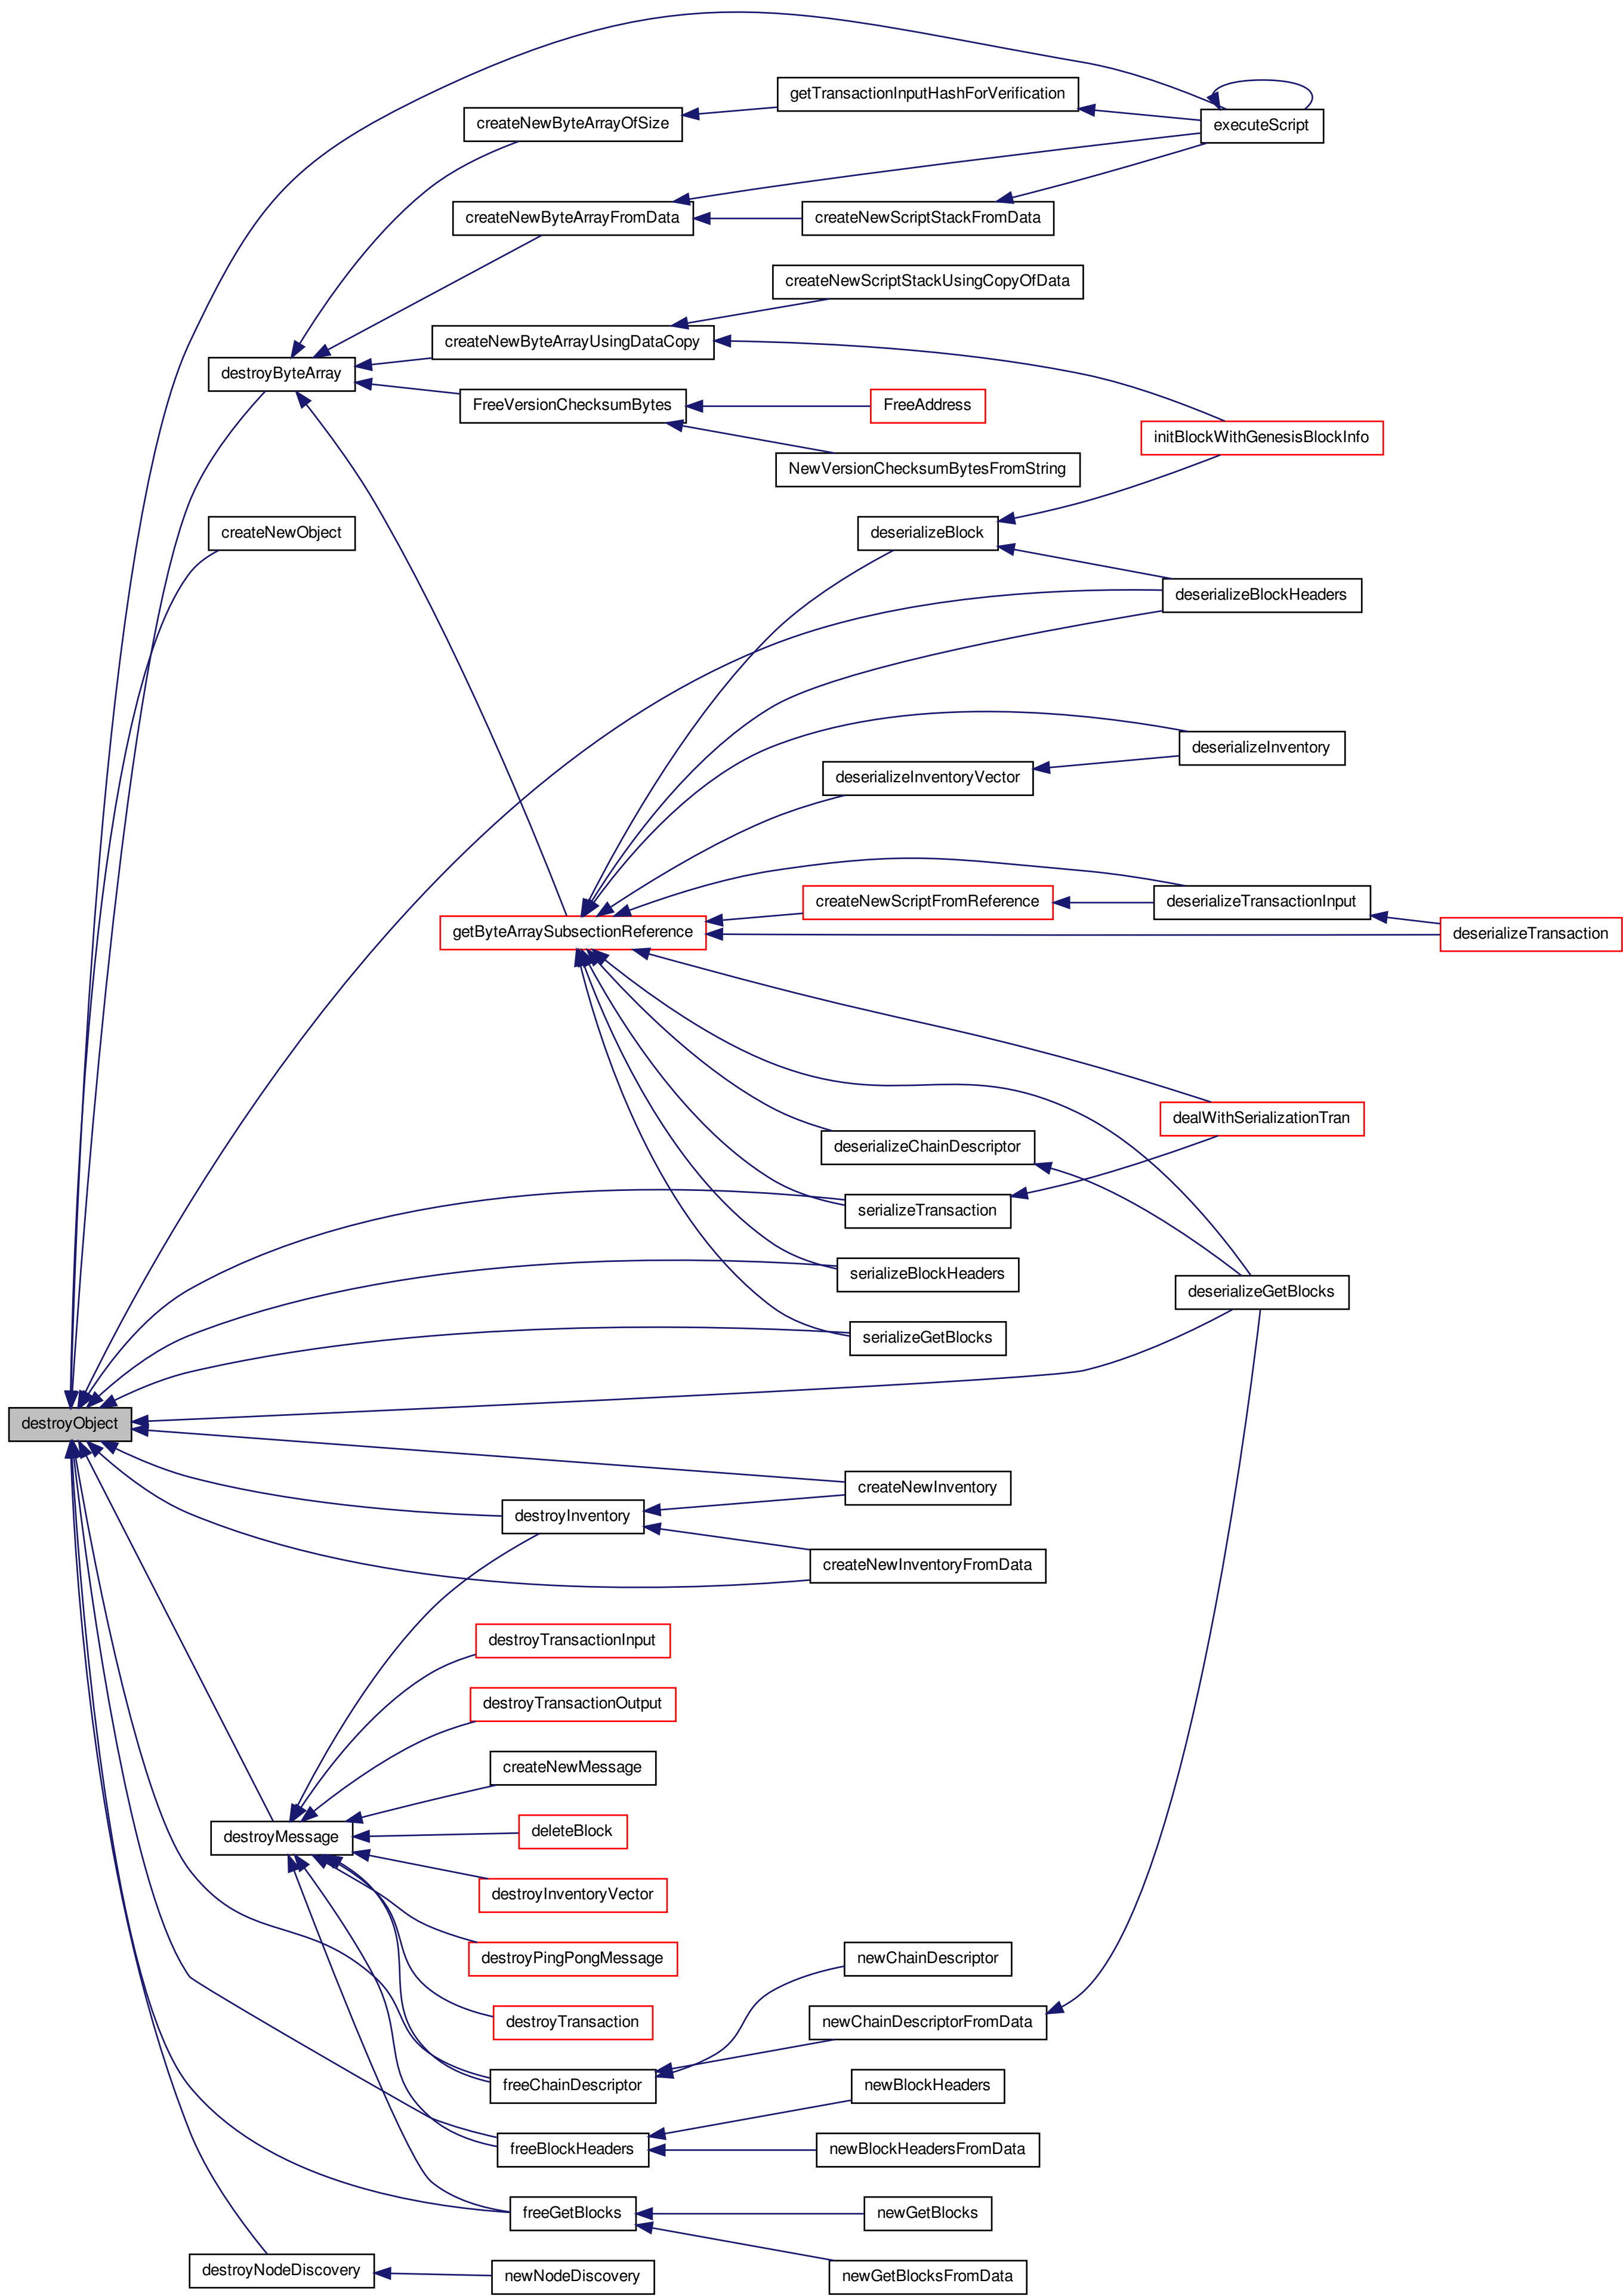 getTransactionInputHashForVerification
createNewByteArrayOfSize
executeScript
createNewByteArrayFromData
createNewScriptStackFromData
createNewScriptStackUsingCopyOfData
createNewByteArrayUsingDataCopy
destroyByteArray
FreeVersionChecksumBytes
FreeAddress
initBlockWithGenesisBlockInfo
NewVersionChecksumBytesFromString
createNewObject
deserializeBlock
deserializeBlockHeaders
deserializeInventory
deserializeInventoryVector
createNewScriptFromReference
deserializeTransactionInput
getByteArraySubsectionReference
deserializeTransaction
dealWithSerializationTran
deserializeChainDescriptor
serializeTransaction
serializeBlockHeaders
deserializeGetBlocks
serializeGetBlocks
destroyObject
createNewInventory
destroyInventory
createNewInventoryFromData
destroyTransactionInput
destroyTransactionOutput
createNewMessage
destroyMessage
deleteBlock
destroyInventoryVector
destroyPingPongMessage
newChainDescriptor
destroyTransaction
newChainDescriptorFromData
freeChainDescriptor
newBlockHeaders
freeBlockHeaders
newBlockHeadersFromData
freeGetBlocks
newGetBlocks
destroyNodeDiscovery
newNodeDiscovery
newGetBlocksFromData